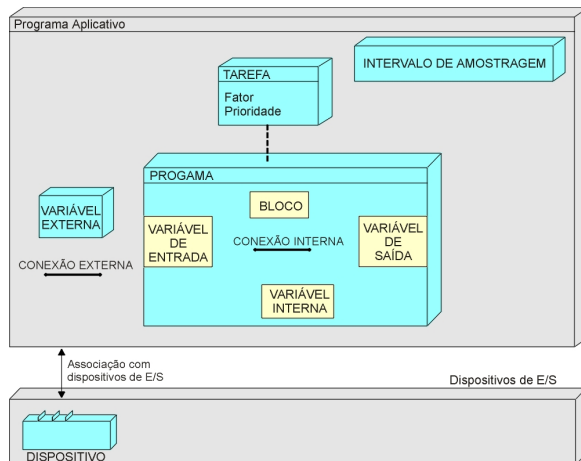 Programa Aplicativo
INTERVALO DE AMOSTRAGEM
TAREFA
Fator
Prioridade
PROGAMA
BLOCO
VARIÁVEL
EXTERNA
VARIÁVEL
DE
ENTRADA
CONEXÃO INTERNA
VARIÁVEL
DE
SAÍDA
CONEXÃO EXTERNA
VARIÁVEL
INTERNA
Associação com
dispositivos de E/S
Dispositivos de E/S
DISPOSITIVO